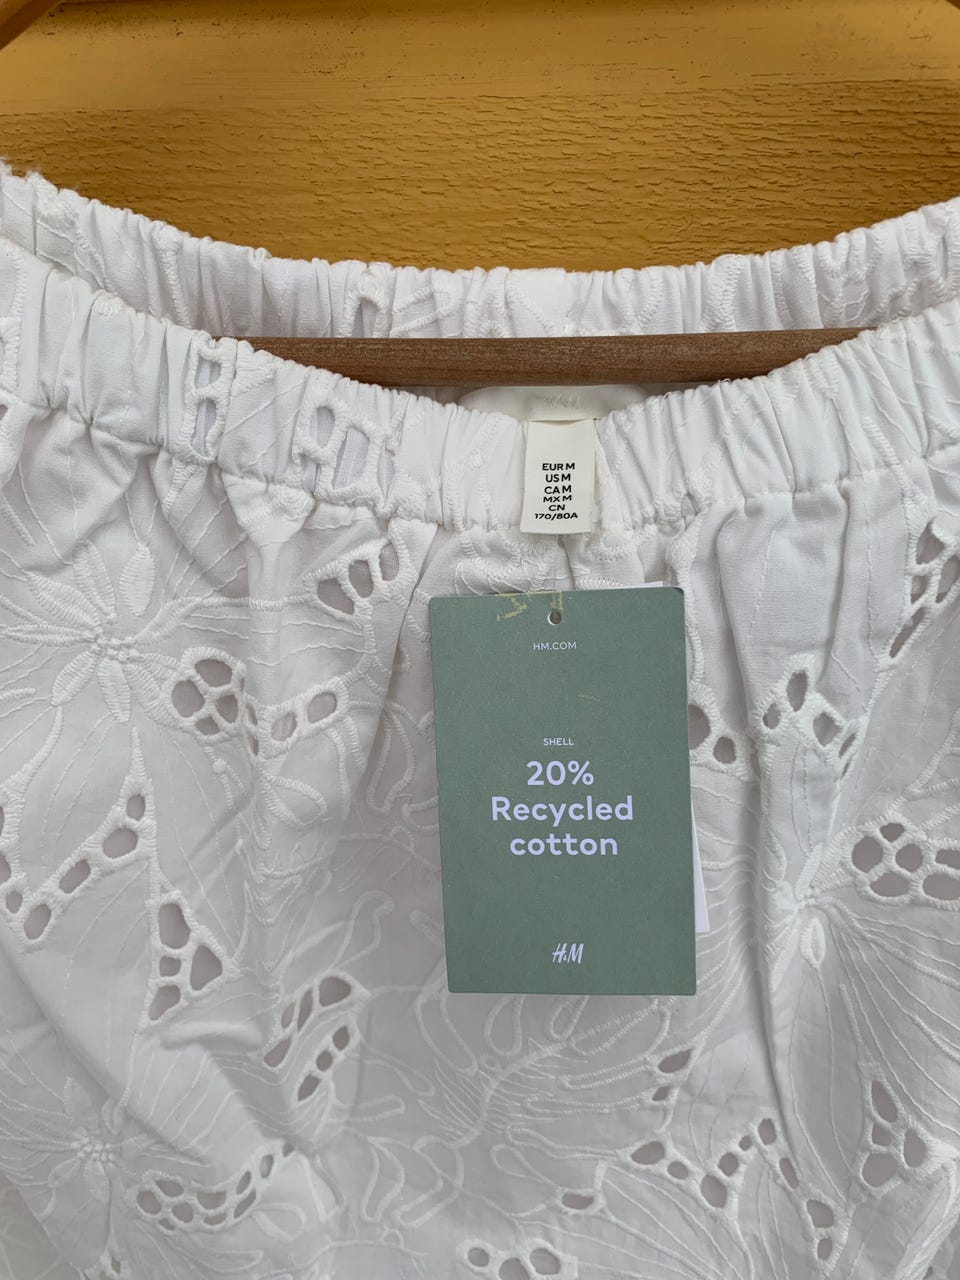 EUR M
US M
CA M
MX M
CN
170/80A
HM.COM
SHELL
20%
Recycled
cotton
H&M